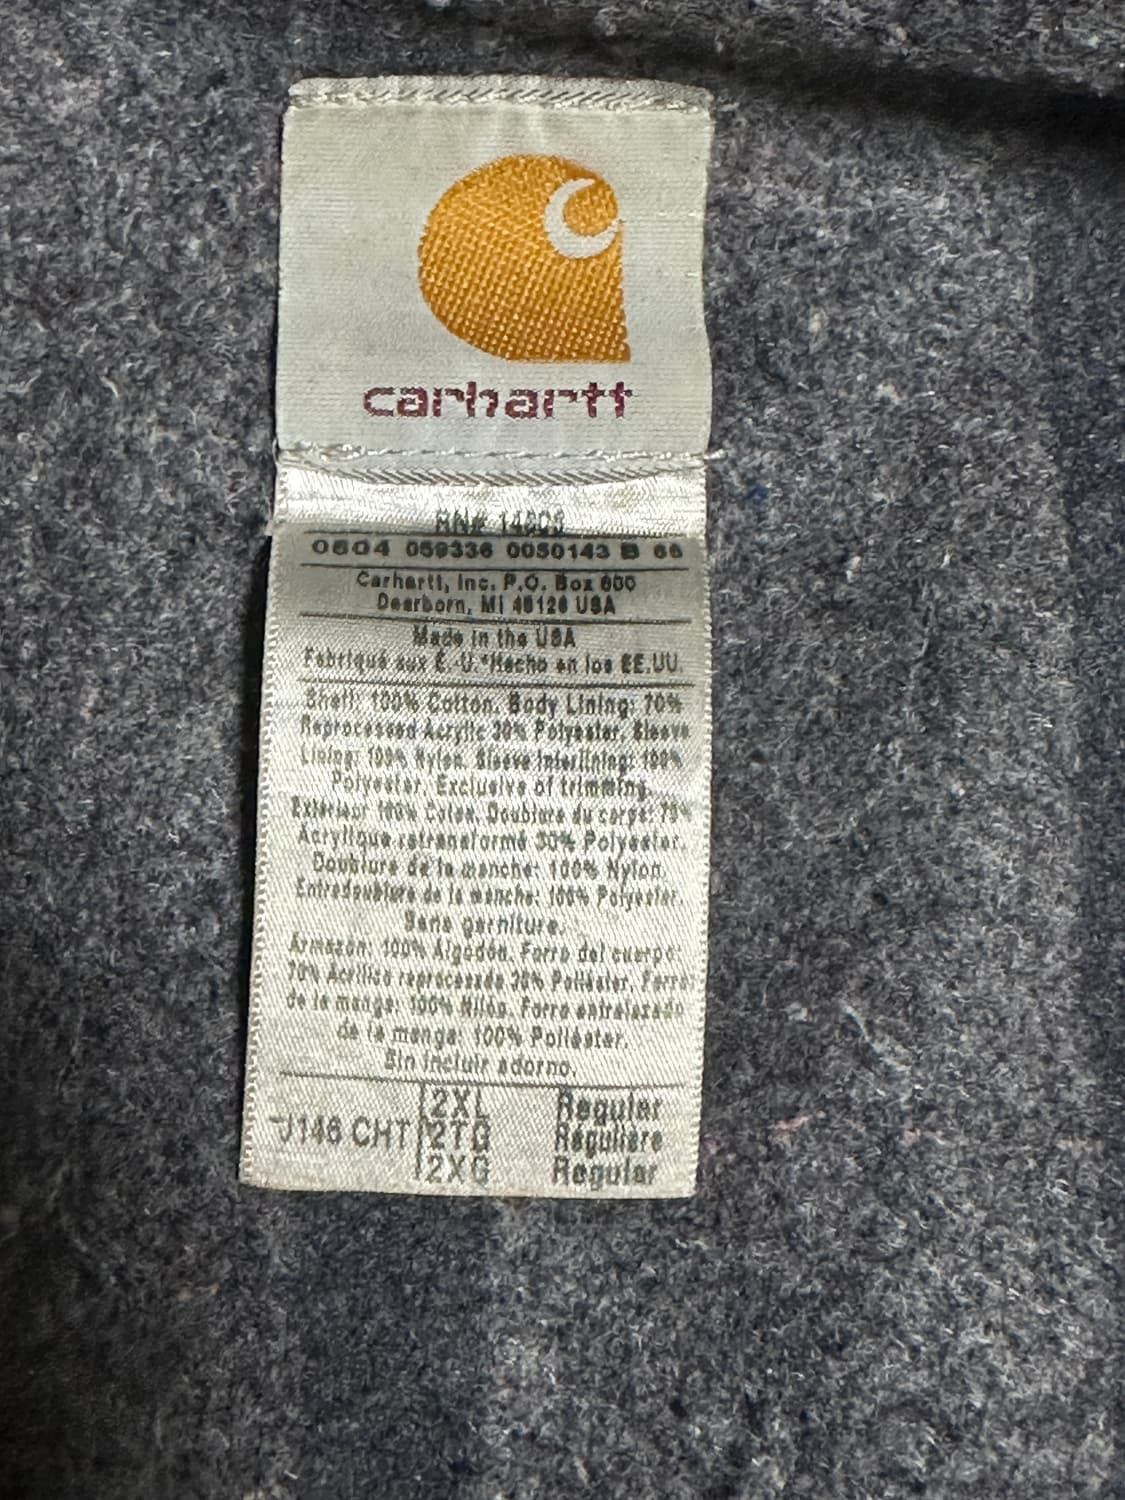 carhartt
RN# 14806
0604 059336 0050143 B 66
Carhartt, Inc. P.O. Box 600
Dearborn, MI 48126 USA
Made in the USA
Fabriqué aux É.-U.*Hecho en los EE.UU.
Shell: 100% Cotton. Body Lining: 70%
Reprocessed Acrylic 30% Polyester. Sleeve
Lining: 100% Nylon. Sleeve Interlining: 100%
Polyester. Exclusive of trimming.
Extérieur 100% Coton. Doublure du corps: 70%
Acrylique retransformé 30% Polyester.
Doublure de la manche: 100% Nylon.
Entredoublure de la manche: 100% Polyester.
Sans garniture.
Armazón: 100% Algodón. Forro del cuerpo:
70% Acrílico reprocesado 30% Poliéster. Forro
de la manga: 100% Nilón. Forro entrelazado
de la manga: 100% Poliéster.
Sin incluir adorno.
J146 CHT
2XL Regular
2TG Régulière
2XG Regular